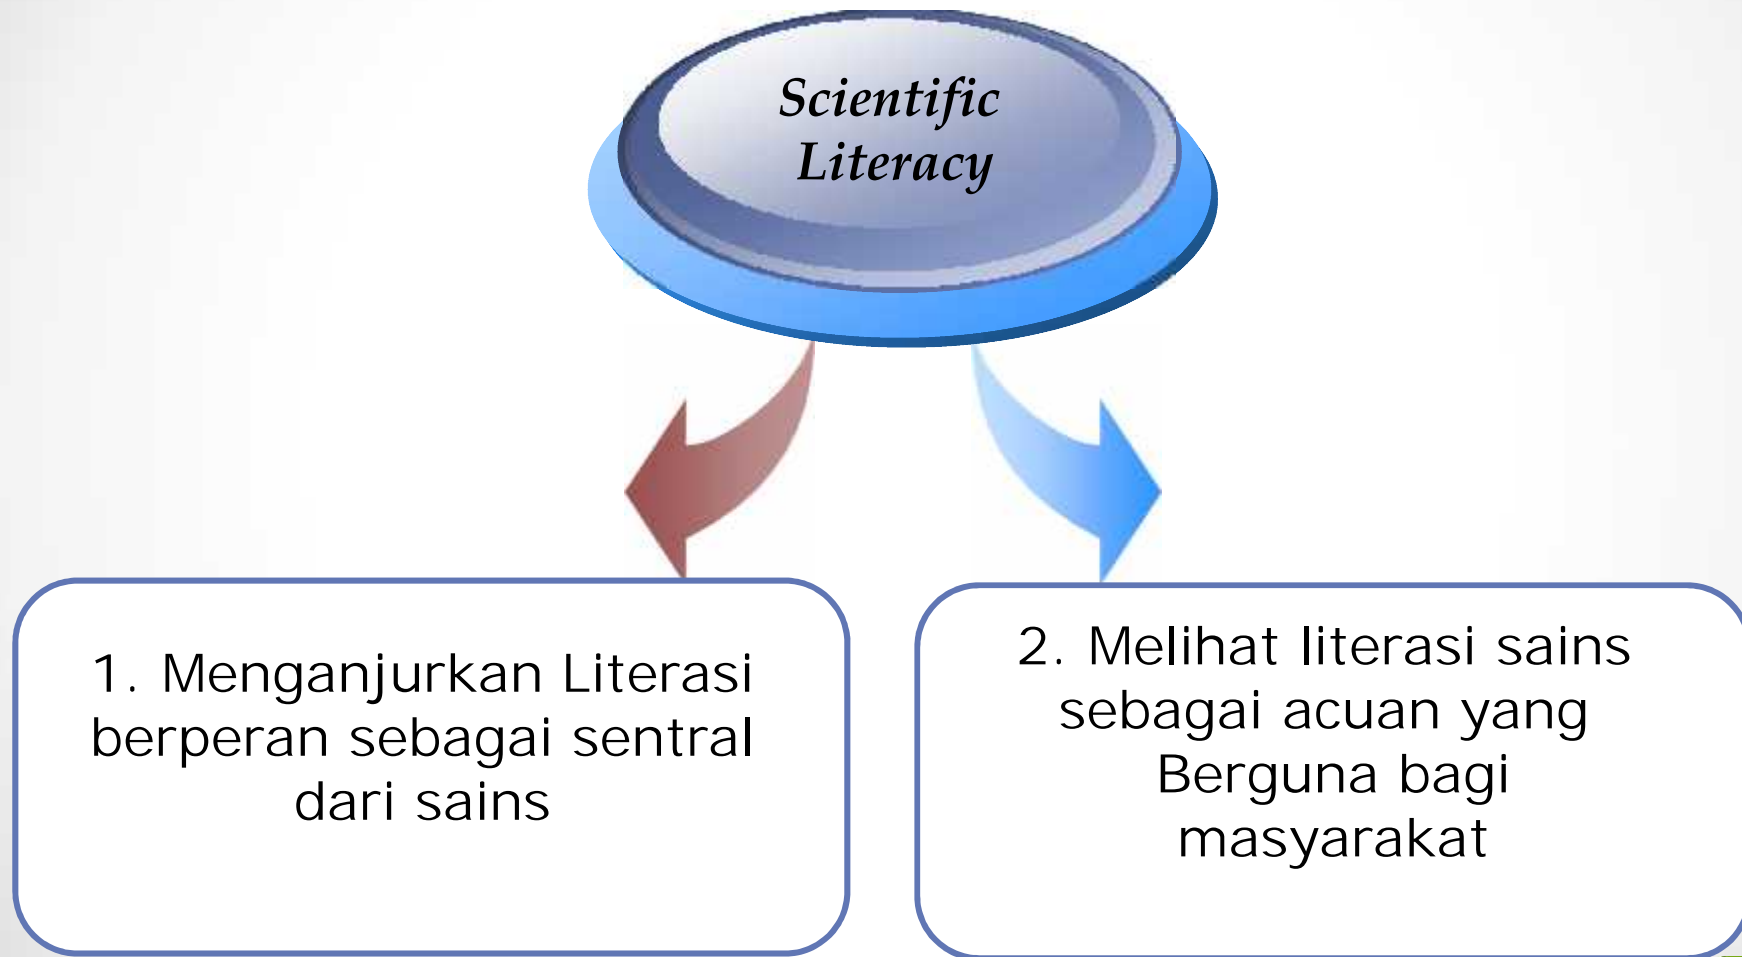 Scientific
Literacy
1. Menganjurkan Literasi
berperan sebagai sentral
dari sains
2. Melihat literasi sains
sebagai acuan yang
Berguna bagi
masyarakat